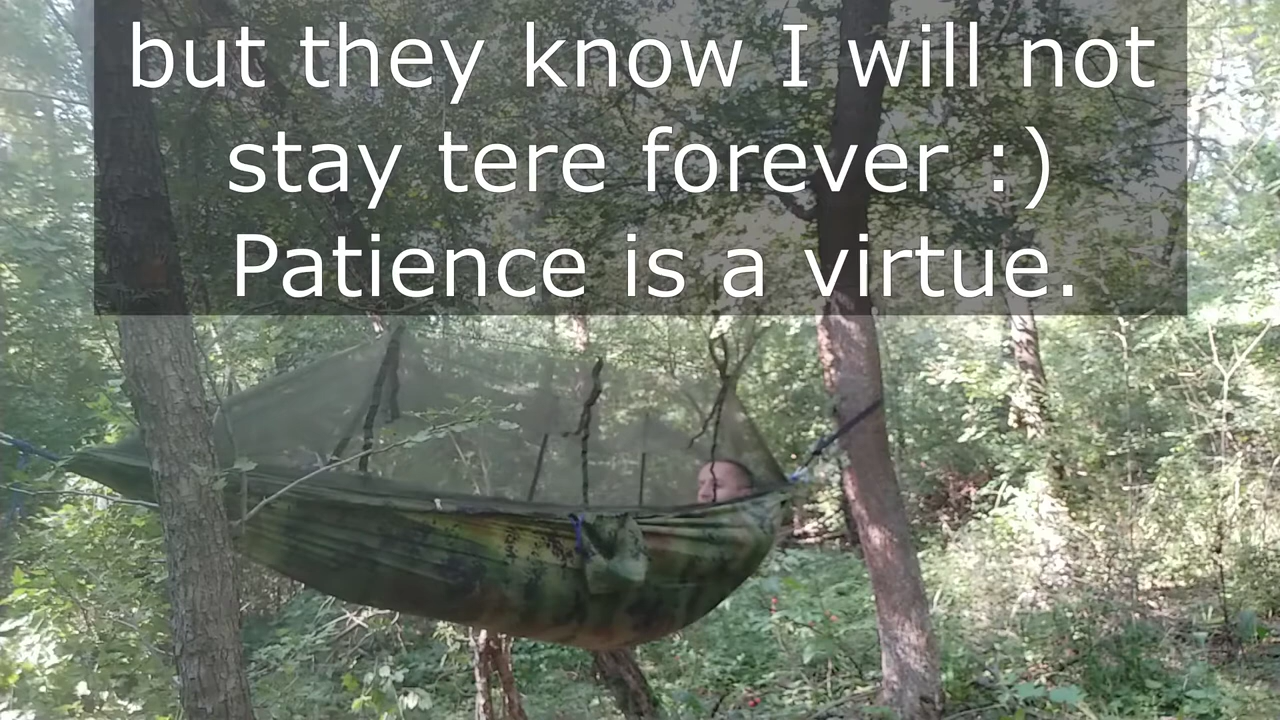 but they know I will not
stay tere forever :)
Patience is a virtue.